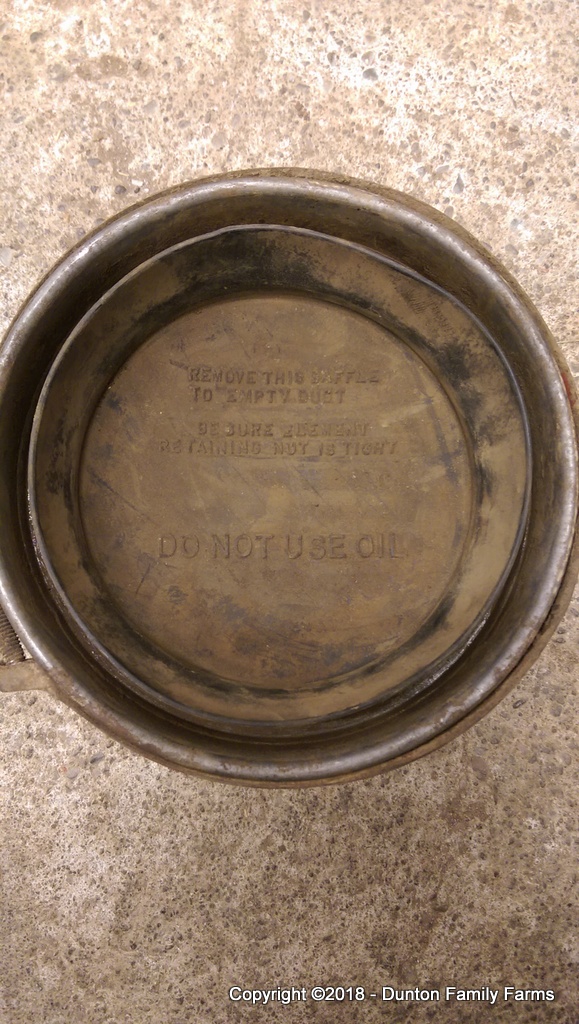 REMOVE THIS BAFFLE
TO EMPTY DUST
BE SURE ELEMENT
RETAINING NUT IS TIGHT
DO NOT USE OIL
Copyright ©2018 - Dunton Family Farms